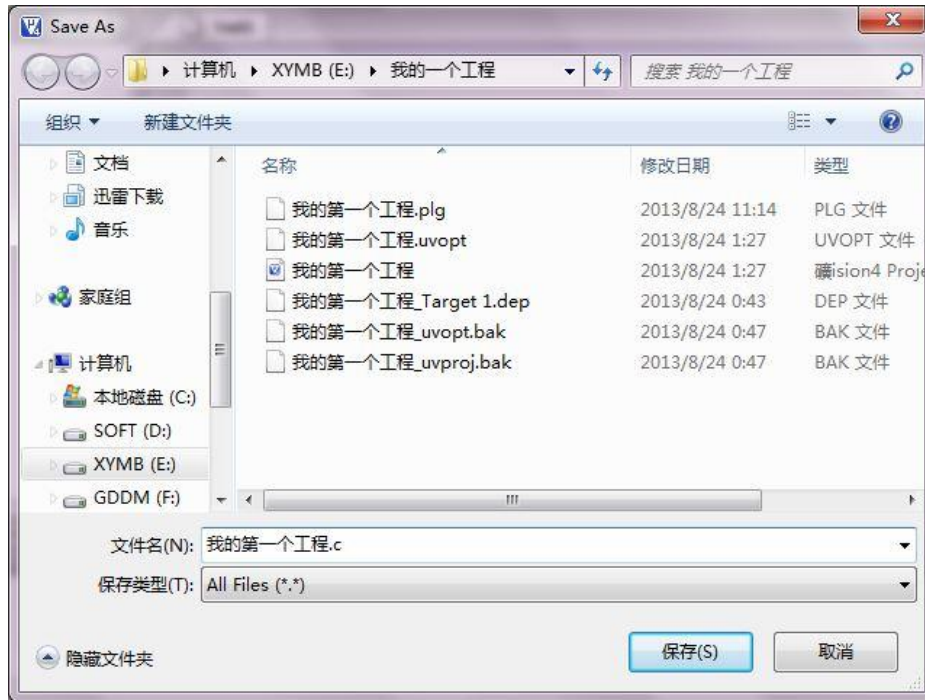 Save As
计算机 XYMB (E:) 我的一个工程
搜索 我的一个工程
组织 新建文件夹
文档
迅雷下载
音乐
家庭组
计算机
本地磁盘 (C:)
SOFT (D:)
XYMB (E:)
GDDM (F:)
名称 修改日期 类型
我的第一个工程.plg 2013/8/24 11:14 PLG 文件
我的第一个工程.uvopt 2013/8/24 1:27 UVOPT 文件
我的第一个工程 2013/8/24 1:27 礦ision4 Proje
我的第一个工程_Target 1.dep 2013/8/24 0:43 DEP 文件
我的第一个工程_uvopt.bak 2013/8/24 0:47 BAK 文件
我的第一个工程_uvproj.bak 2013/8/24 0:47 BAK 文件
文件名(N): 我的第一个工程.c
保存类型(T): All Files (*.*)
隐藏文件夹 保存(S) 取消